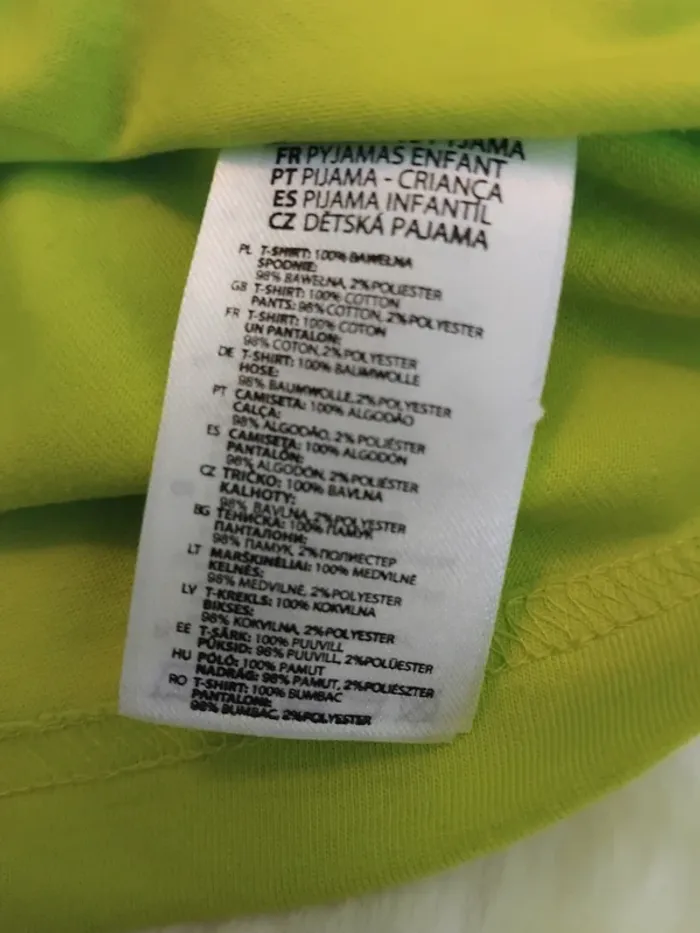 PYJAMA
FR PYJAMAS ENFANT
PT PIJAMA - CRIANÇA
ES PIJAMA INFANTÍL
CZ DĚTSKÁ PAJAMA
PL T-SHIRT: 100% BAWEŁNA
SPODNIE:
98% BAWEŁNA, 2% POLIESTER
GB T-SHIRT: 100% COTTON
PANTS: 98% COTTON, 2% POLYESTER
FR T-SHIRT: 100% COTON
UN PANTALON:
98% COTON, 2% POLYESTER
DE T-SHIRT: 100% BAUMWOLLE
HOSE:
98% BAUMWOLLE, 2% POLYESTER
PT CAMISETA: 100% ALGODÃO
CALÇA:
98% ALGODÃO, 2% POLIÉSTER
ES CAMISETA: 100% ALGODÓN
PANTALÓN:
98% ALGODÓN, 2% POLIÉSTER
CZ TRIČKO: 100% BAVLNA
KALHOTY:
98% BAVLNA, 2% POLYESTER
BG ТЕНИСКА: 100% ПАМУК
ПАНТАЛОНИ:
98% ПАМУК, 2% ПОЛИЕСТЕР
LT MARŠKINĖLIAI: 100% MEDVILNĖ
KELNĖS:
98% MEDVILNĖ, 2% POLYESTER
LV T-KREKLS: 100% KOKVILNA
BIKSES:
98% KOKVILNA, 2% POLYESTER
EE T-SÄRK: 100% PUUVILL
PÜKSID: 98% PUUVILL, 2% POLÜESTER
HU PÓLÓ: 100% PAMUT
NADRÁG: 98% PAMUT, 2% POLIÉSZTER
RO T-SHIRT: 100% BUMBAC
PANTALONI:
98% BUMBAC, 2% POLYESTER